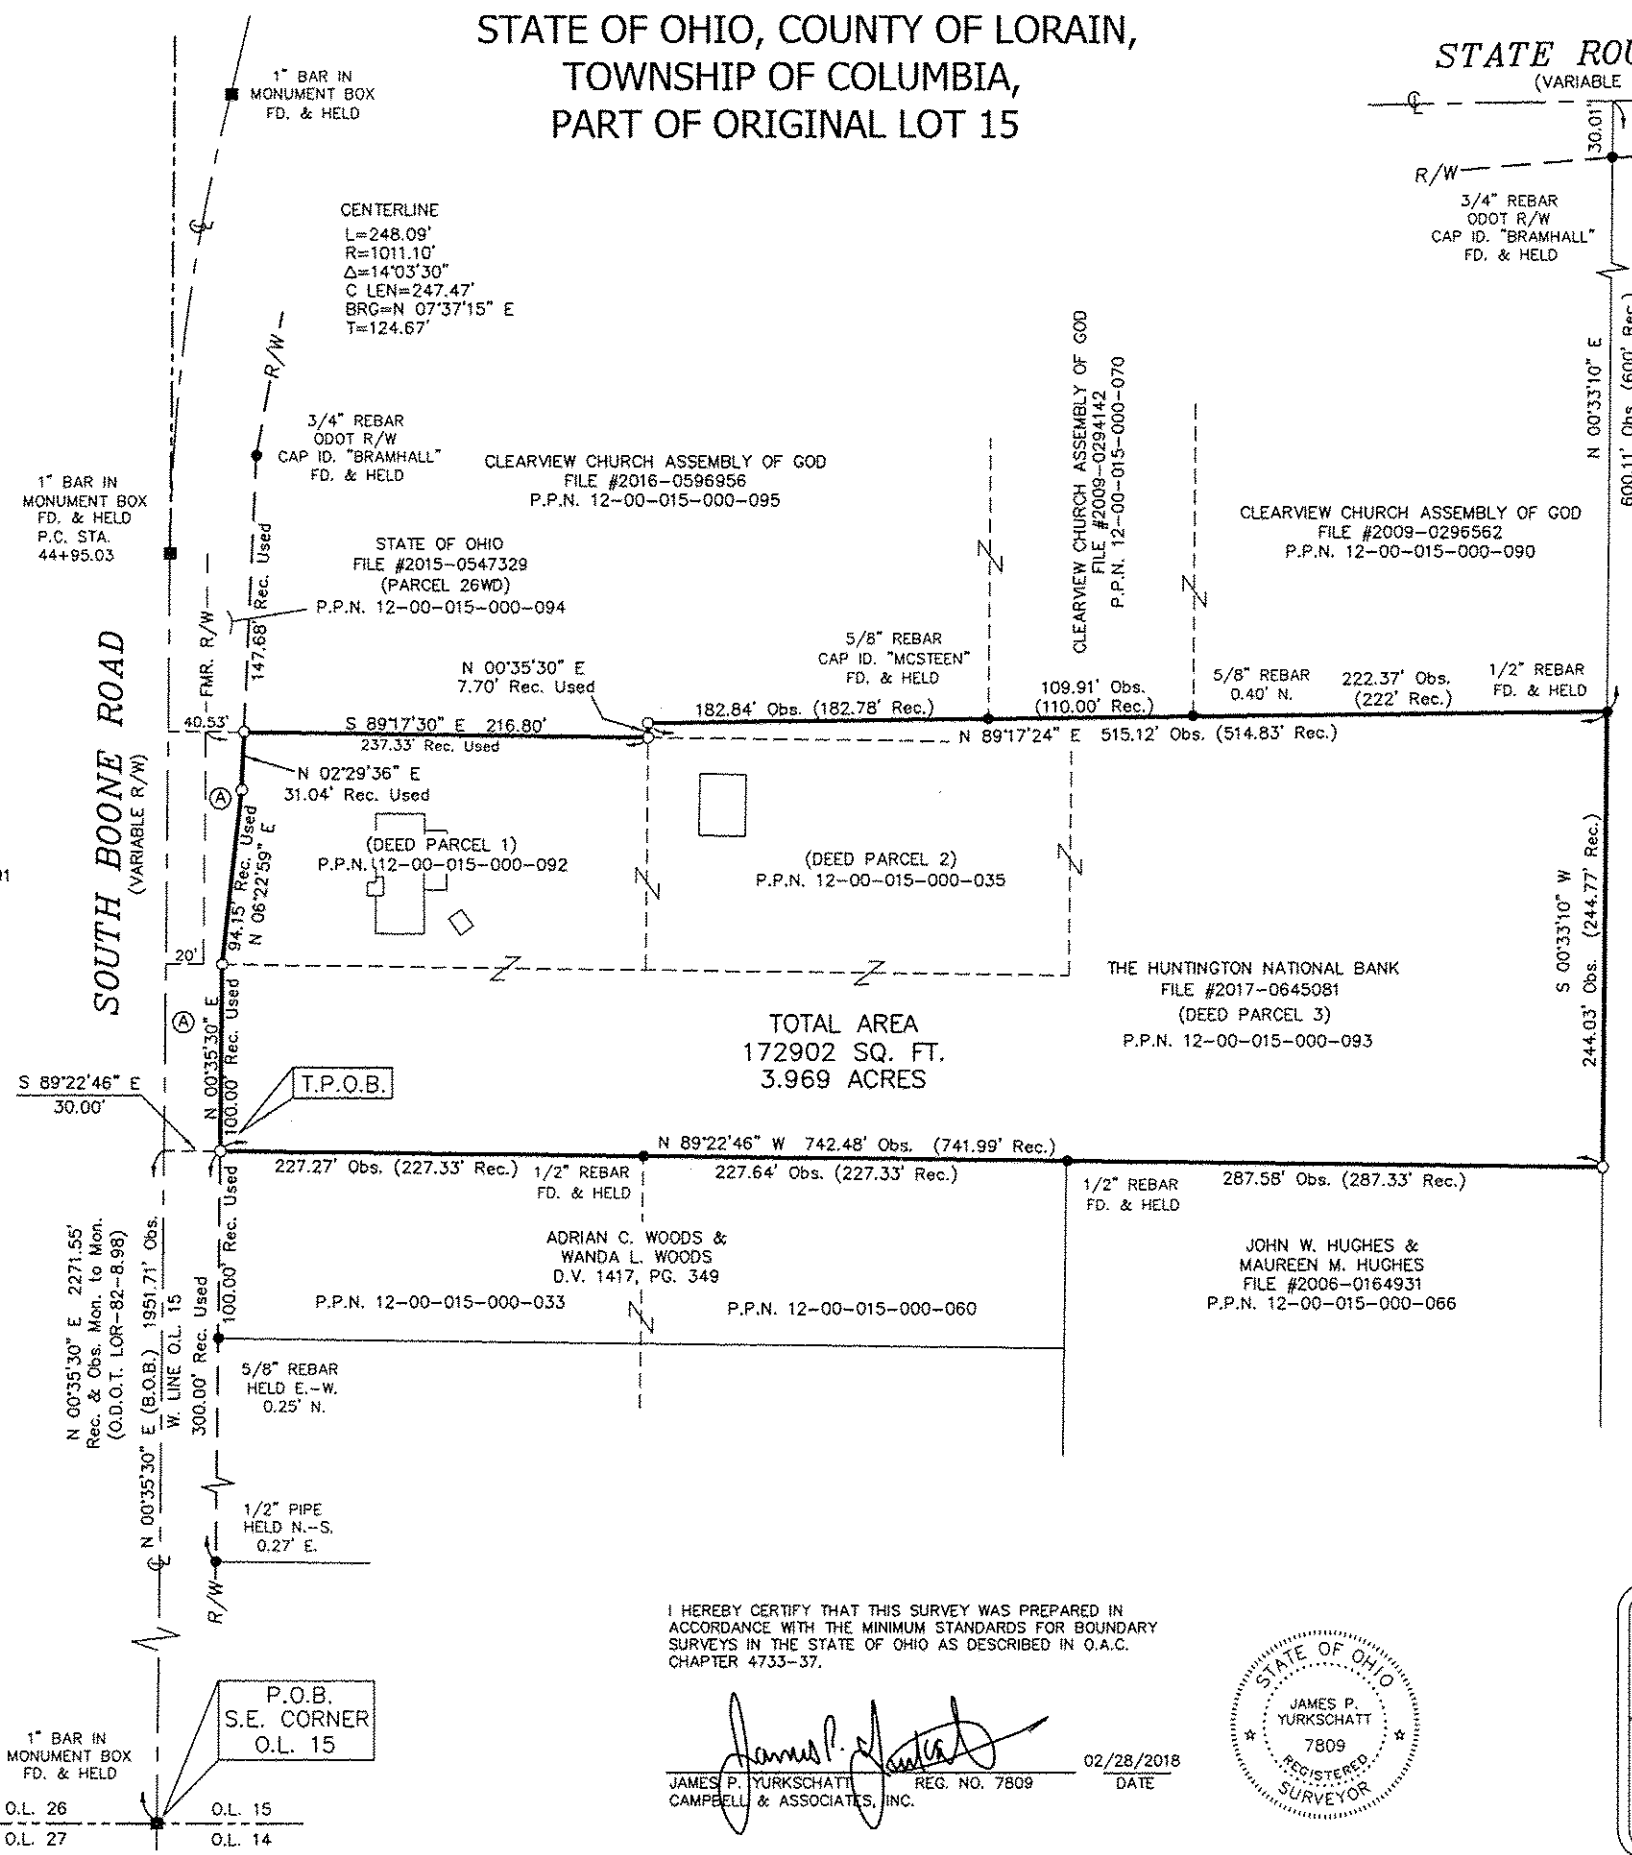 STATE OF OHIO, COUNTY OF LORAIN,
TOWNSHIP OF COLUMBIA,
PART OF ORIGINAL LOT 15
1" BAR IN
MONUMENT BOX
FD. & HELD
CENTERLINE
L=248.09'
R=1011.10'
Δ=14°03'30"
C LEN=247.47'
BRG=N 07°37'15" E
T=124.67'
STATE
(VARIABLE
30.01'
R/W
3/4" REBAR
ODOT R/W
CAP ID. "BRAMHALL"
FD. & HELD
N 00°33'10" E
600.11' Obs. (600' Rec.)
R/W
3/4" REBAR
ODOT R/W
CAP ID. "BRAMHALL"
FD. & HELD
1" BAR IN
MONUMENT BOX
FD. & HELD
P.C. STA.
44+95.03
CLEARVIEW CHURCH ASSEMBLY OF GOD
FILE #2016-0596956
P.P.N. 12-00-015-000-095
CLEARVIEW CHURCH ASSEMBLY OF GOD
FILE #2009-0294142
P.P.N. 12-00-015-000-070
CLEARVIEW CHURCH ASSEMBLY OF GOD
FILE #2009-0296562
P.P.N. 12-00-015-000-090
STATE OF OHIO
FILE #2015-0547329
(PARCEL 26WD)
P.P.N. 12-00-015-000-094
FMR. R/W
147.68' Rec. Used
SOUTH BOONE ROAD
(VARIABLE R/W)
N 00°35'30" E
7.70' Rec. Used
5/8" REBAR
CAP ID. "MCSTEEN"
FD. & HELD
182.84' Obs. (182.78' Rec.)
109.91' Obs.
(110.00' Rec.)
5/8" REBAR
0.40' N.
222.37' Obs.
(222' Rec.)
1/2" REBAR
FD. & HELD
40.53'
S 89°17'30" E 216.80'
237.33' Rec. Used
N 89°17'24" E 515.12' Obs. (514.83' Rec.)
N 02°29'36" E
31.04' Rec. Used
A
94.15' Rec. Used
N 06°22'59" E
(DEED PARCEL 1)
P.P.N. 12-00-015-000-092
(DEED PARCEL 2)
P.P.N. 12-00-015-000-035
S 00°33'10" W
244.03' Obs. (244.77' Rec.)
20'
A
N 00°35'30" E
100.00' Rec. Used
THE HUNTINGTON NATIONAL BANK
FILE #2017-0645081
(DEED PARCEL 3)
P.P.N. 12-00-015-000-093
TOTAL AREA
172902 SQ. FT.
3.969 ACRES
S 89°22'46" E
30.00'
T.P.O.B.
N 89°22'46" W 742.48' Obs. (741.99' Rec.)
227.27' Obs. (227.33' Rec.)
1/2" REBAR
FD. & HELD
227.64' Obs. (227.33' Rec.)
1/2" REBAR
FD. & HELD
287.58' Obs. (287.33' Rec.)
N 00°35'30" E 2271.55'
Rec. & Obs. Mon. to Mon.
(O.D.O.T. LOR-82-8.98)
N 00°35'30" E (B.O.B.) 1951.71' Obs.
W. LINE O.L. 15
300.00' Rec. Used
100.00' Rec. Used
ADRIAN C. WOODS &
WANDA L. WOODS
D.V. 1417, PG. 349
P.P.N. 12-00-015-000-033
P.P.N. 12-00-015-000-060
JOHN W. HUGHES &
MAUREEN M. HUGHES
FILE #2006-0164931
P.P.N. 12-00-015-000-066
5/8" REBAR
HELD E.-W.
0.25' N.
1/2" PIPE
HELD N.-S.
0.27' E.
R/W
P.O.B.
S.E. CORNER
O.L. 15
1" BAR IN
MONUMENT BOX
FD. & HELD
O.L. 26
O.L. 15
O.L. 27
O.L. 14
I HEREBY CERTIFY THAT THIS SURVEY WAS PREPARED IN
ACCORDANCE WITH THE MINIMUM STANDARDS FOR BOUNDARY
SURVEYS IN THE STATE OF OHIO AS DESCRIBED IN O.A.C.
CHAPTER 4733-37.
JAMES P. YURKSCHATT REG. NO. 7809
CAMPBELL & ASSOCIATES, INC.
02/28/2018
DATE
STATE OF OHIO
JAMES P.
YURKSCHATT
7809
REGISTERED
SURVEYOR